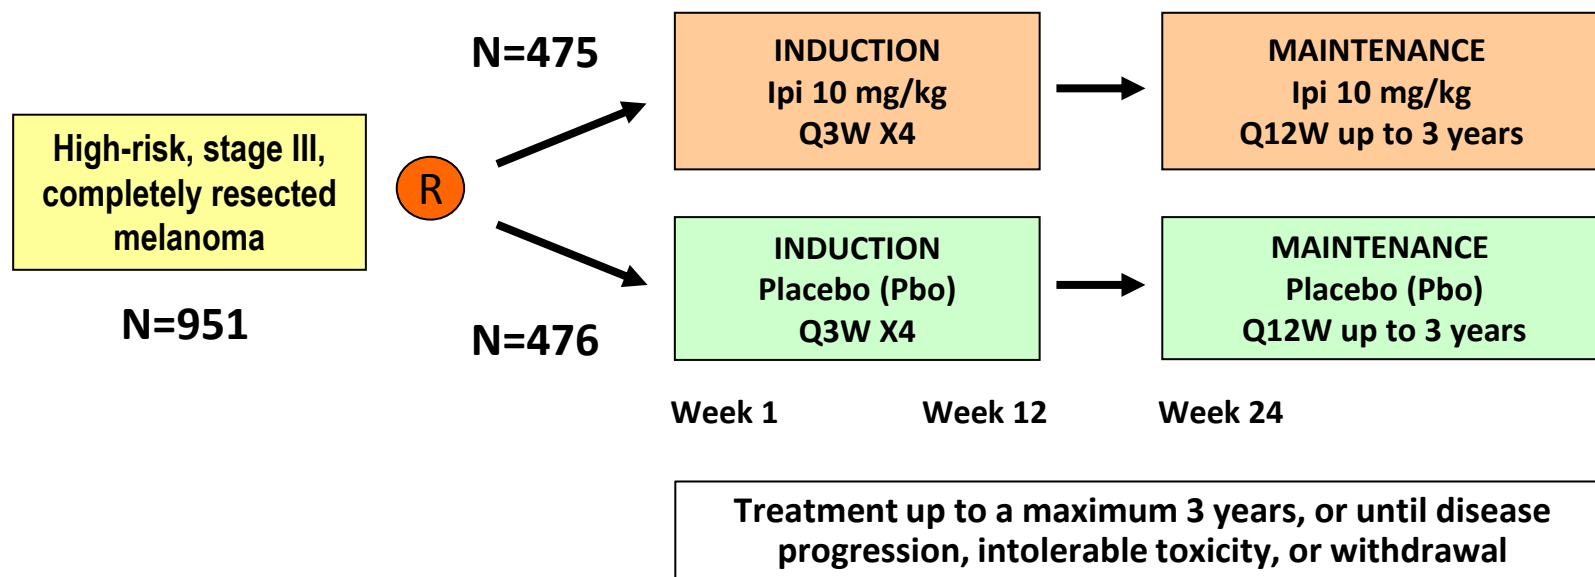 High-risk, stage III,
completely resected
melanoma
N=951
R
N=475
N=476
INDUCTION
Ipi 10 mg/kg
Q3W X4
MAINTENANCE
Ipi 10 mg/kg
Q12W up to 3 years
INDUCTION
Placebo (Pbo)
Q3W X4
MAINTENANCE
Placebo (Pbo)
Q12W up to 3 years
Week 1
Week 12
Week 24
Treatment up to a maximum 3 years, or until disease
progression, intolerable toxicity, or withdrawal